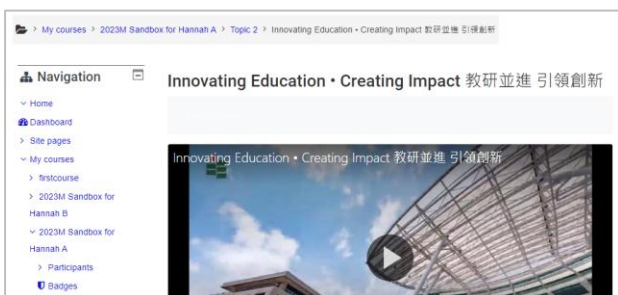 > My courses > 2023M Sandbox for Hannah A > Topic 2 > Innovating Education • Creating Impact 教研並進 引領創新
Navigation
Innovating Education • Creating Impact 教研並進 引領創新
Home
Dashboard
Site pages
My courses
firstcourse
2023M Sandbox for
Hannah B
2023M Sandbox for
Hannah A
Participants
Badges
Innovating Education • Creating Impact 教研並進 引領創新